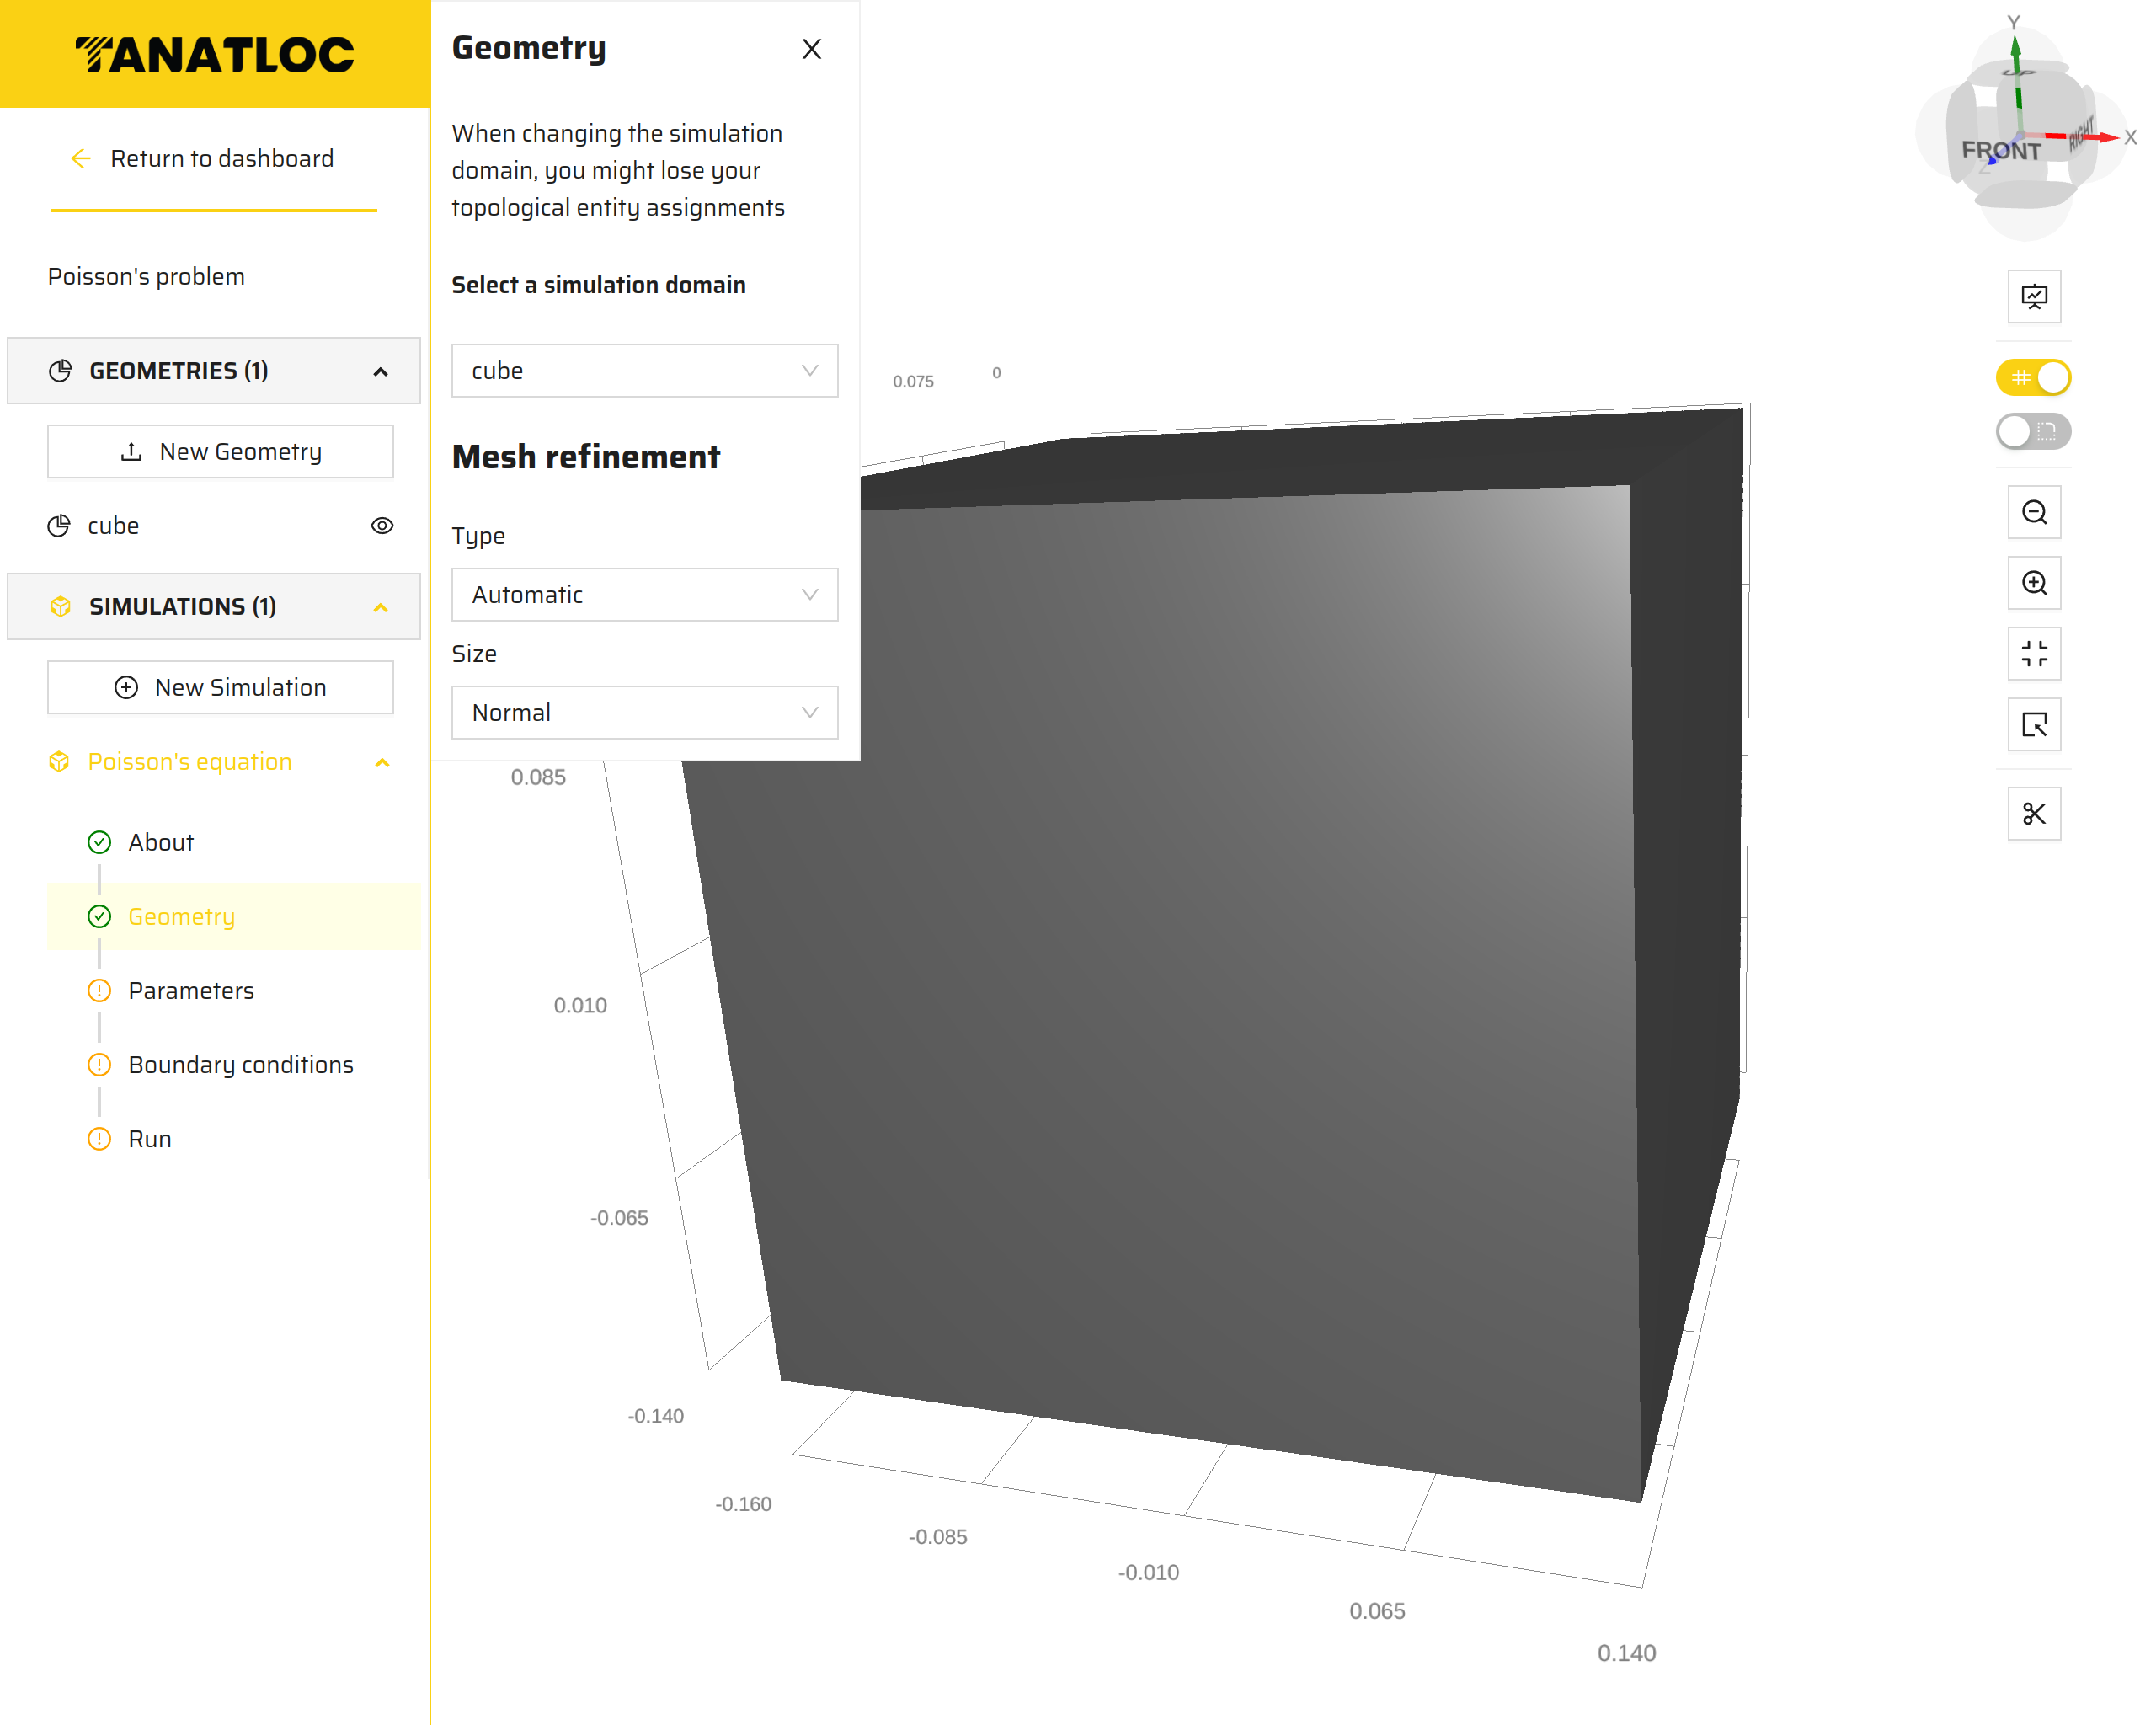 TANATLOC
Return to dashboard
Poisson's problem
GEOMETRIES (1)
New Geometry
cube
SIMULATIONS (1)
New Simulation
Poisson's equation
About
Geometry
Parameters
Boundary conditions
Run
Geometry
When changing the simulation
domain, you might lose your
topological entity assignments
Select a simulation domain
cube
Mesh refinement
Type
Automatic
Size
Normal
0.075
0
0.085
0.010
-0.065
-0.140
-0.160
-0.085
-0.010
0.065
0.140
Y
UP
FRONT
RIGHT
X
Z